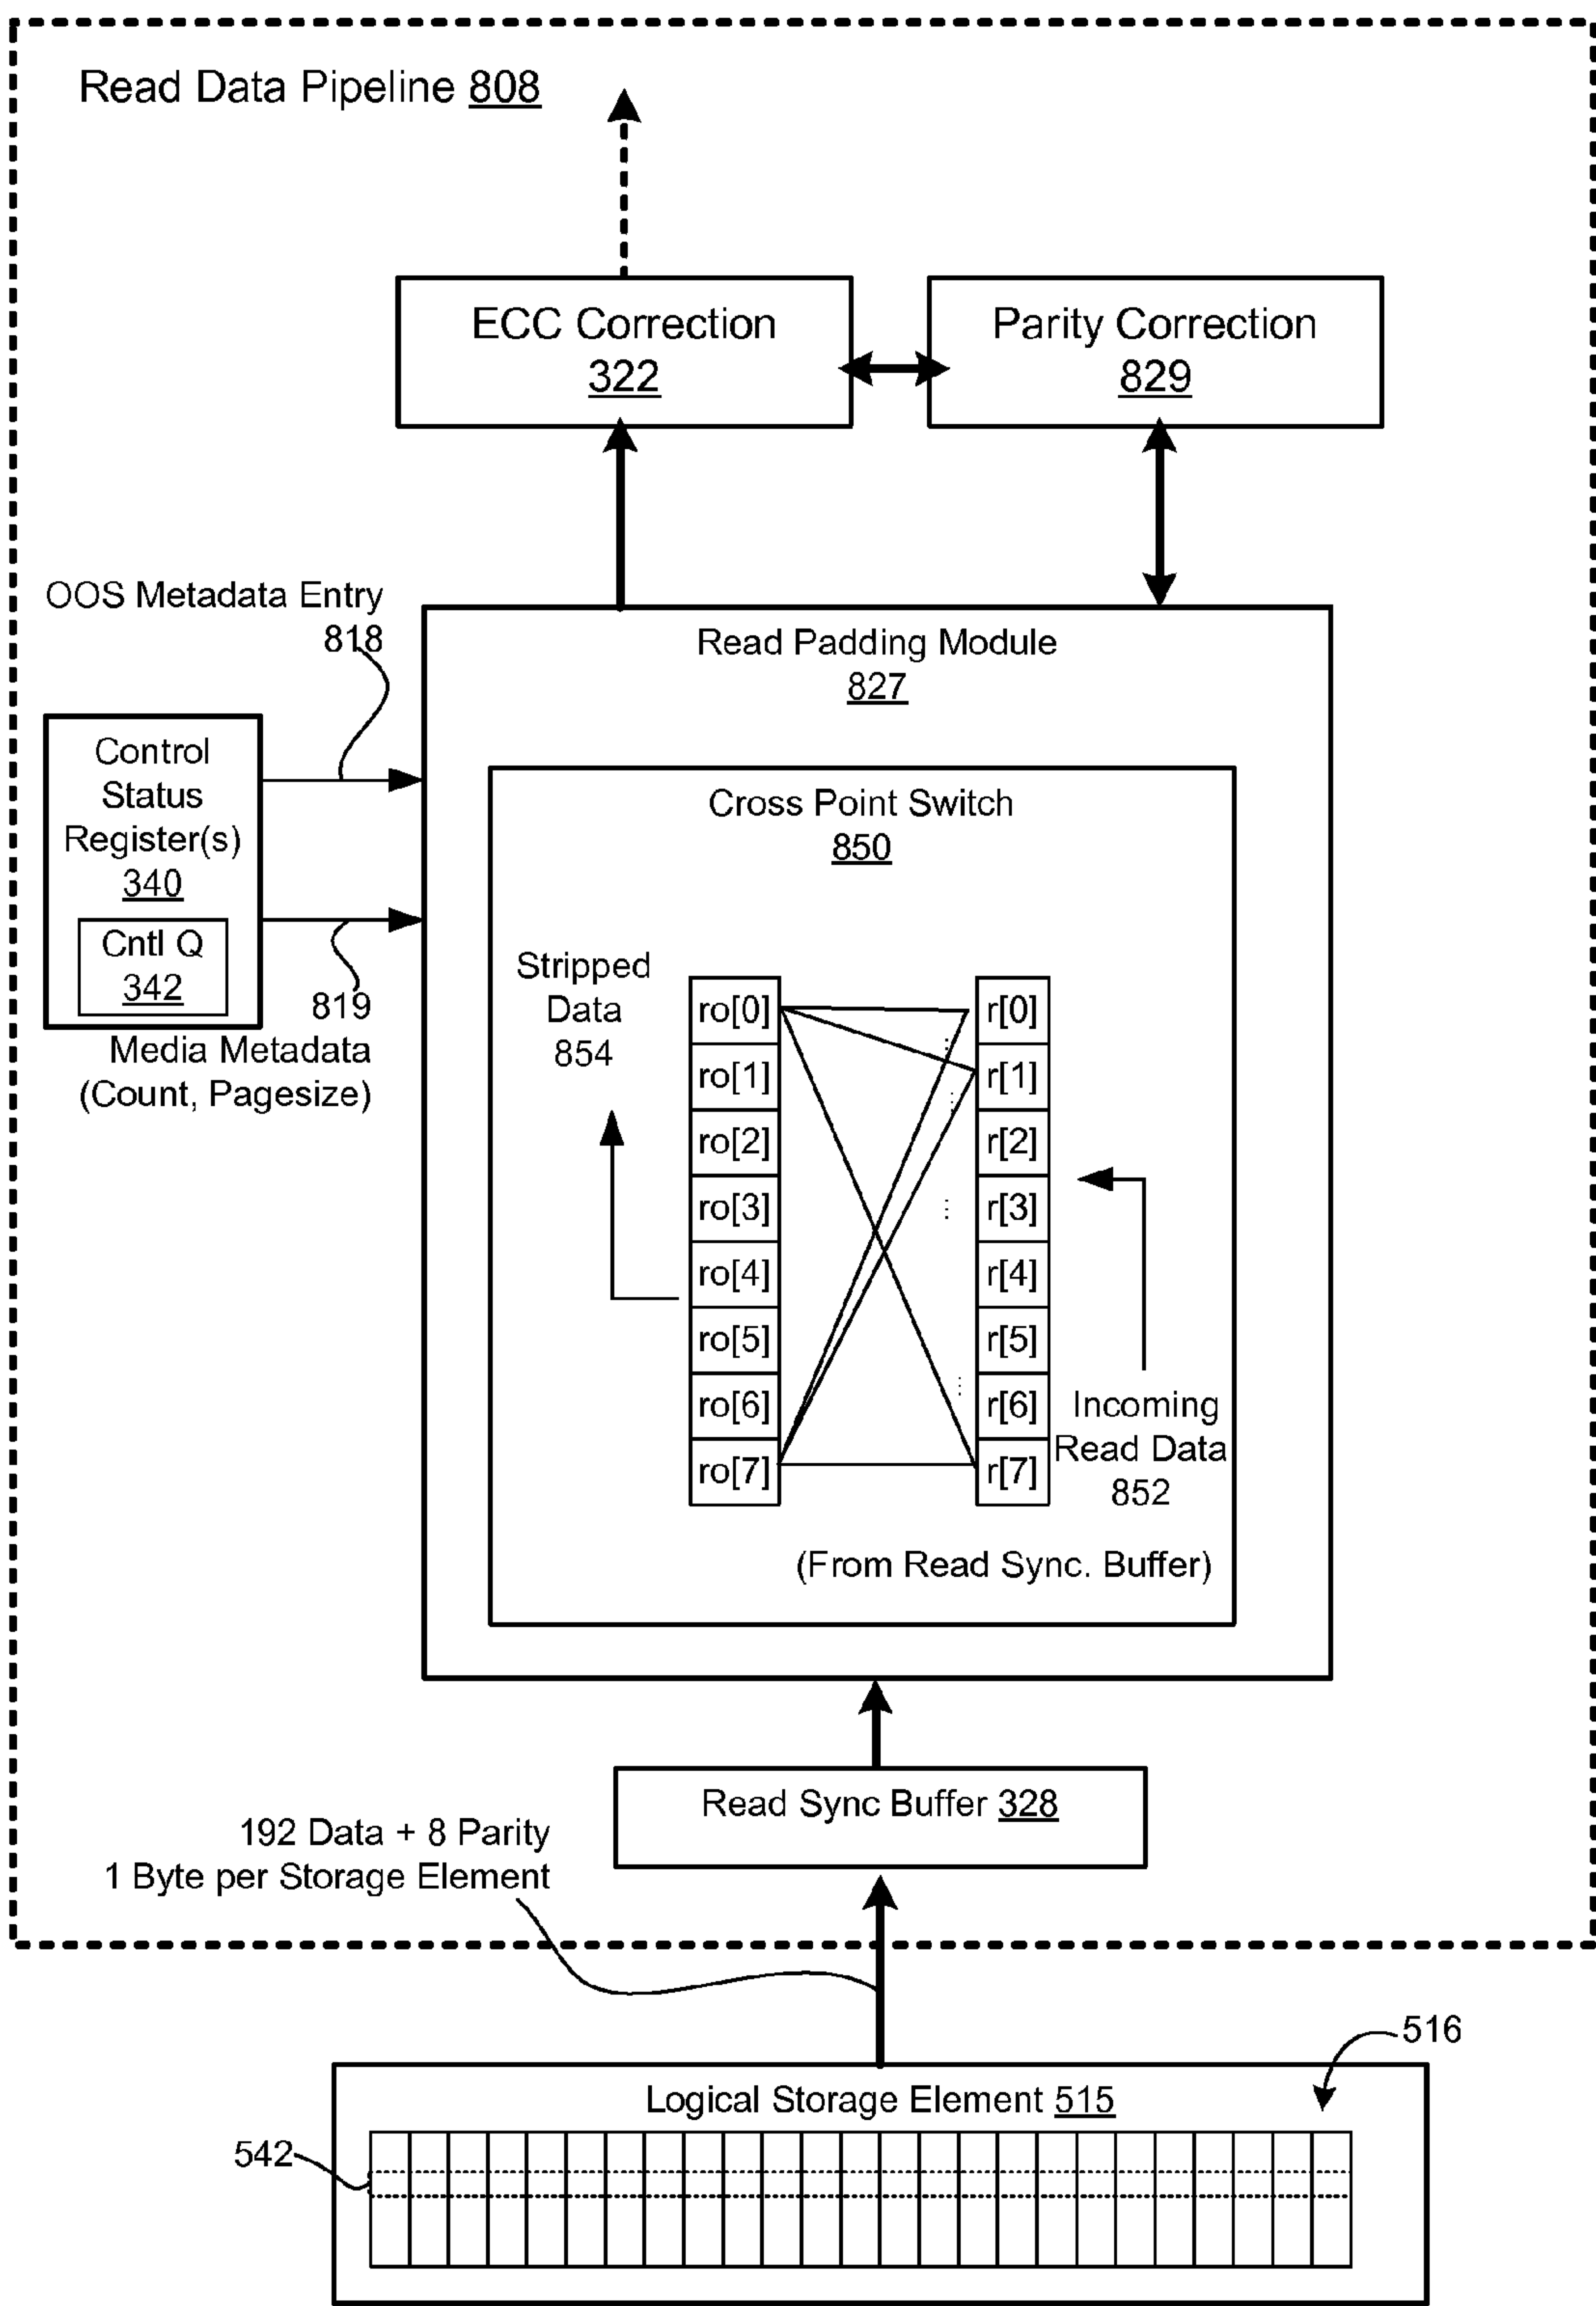 Read Data Pipeline 808
ECC Correction
322
Parity Correction
829
OOS Metadata Entry
818
Read Padding Module
827
Control
Status
Register(s)
340
Cntl Q
342
819
Media Metadata
(Count, Pagesize)
Cross Point Switch
850
Stripped
Data
854
ro[0]
ro[1]
ro[2]
ro[3]
ro[4]
ro[5]
ro[6]
ro[7]
r[0]
r[1]
r[2]
r[3]
r[4]
r[5]
r[6]
r[7]
...
...
...
...
Incoming
Read Data
852
(From Read Sync. Buffer)
Read Sync Buffer 328
192 Data + 8 Parity
1 Byte per Storage Element
516
Logical Storage Element 515
542